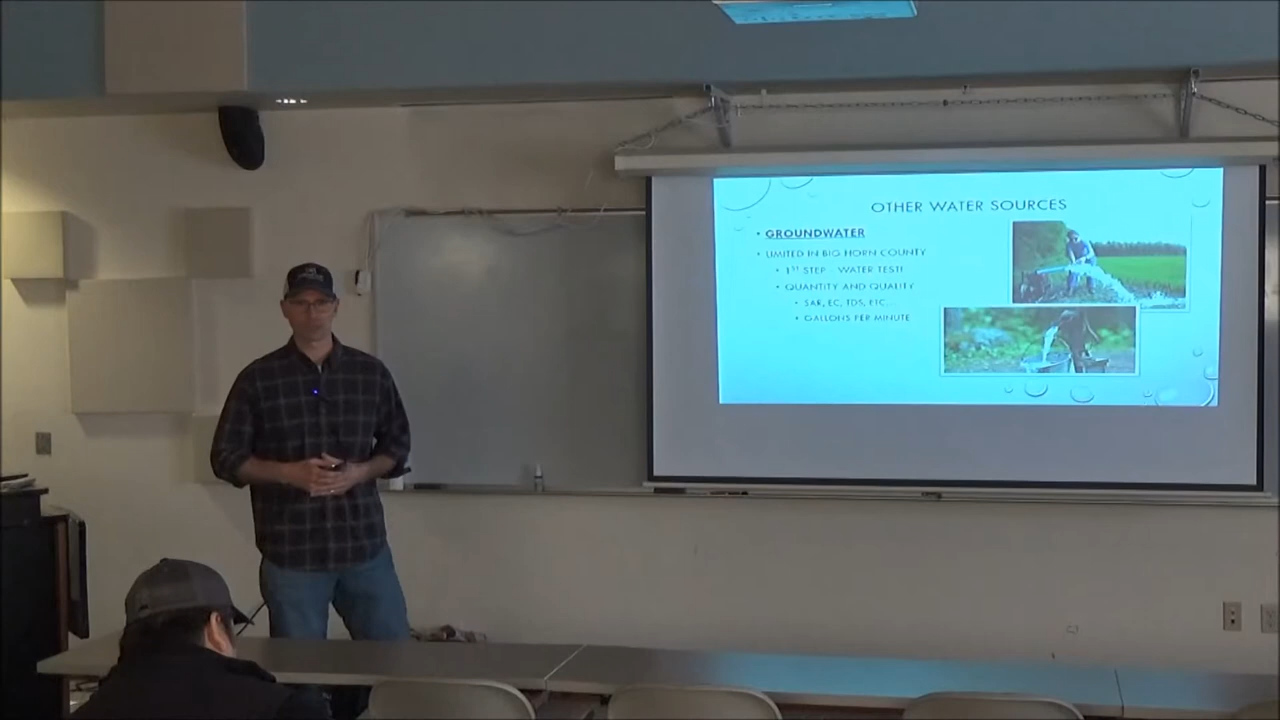 OTHER WATER SOURCES
• GROUNDWATER
• LIMITED IN BIG HORN COUNTY
• 1ST STEP - WATER TEST!
• QUANTITY AND QUALITY
• SAR, EC, TDS, ETC...
• GALLONS PER MINUTE